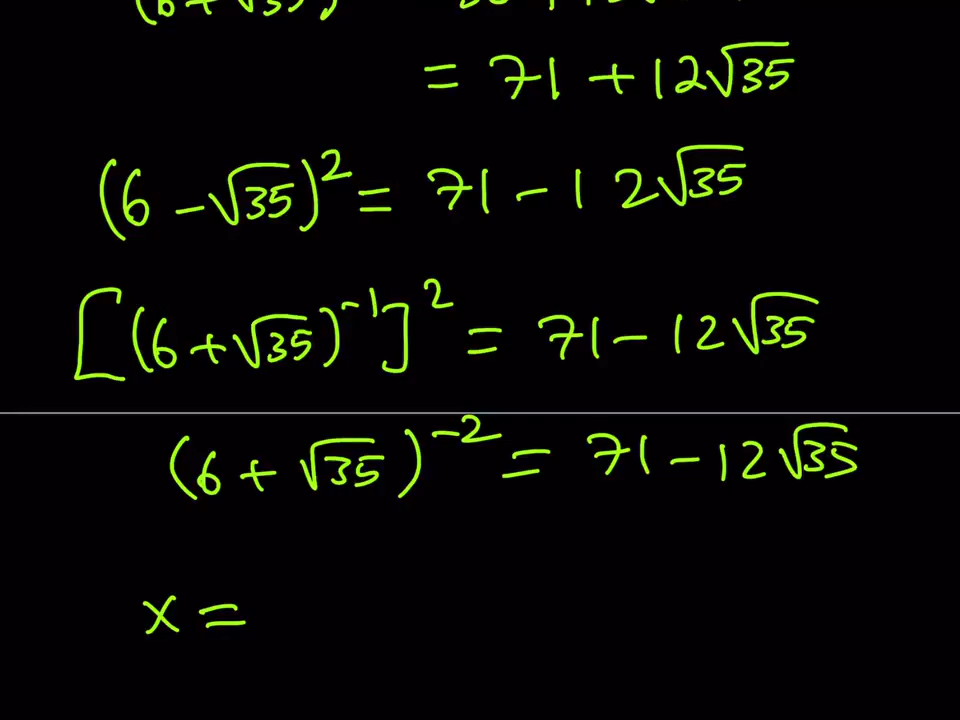 = 71 + 12√35
(6 - √35)² = 71 - 12√35
[(6 + √35)⁻¹]² = 71 - 12√35
(6 + √35)⁻² = 71 - 12√35
x =